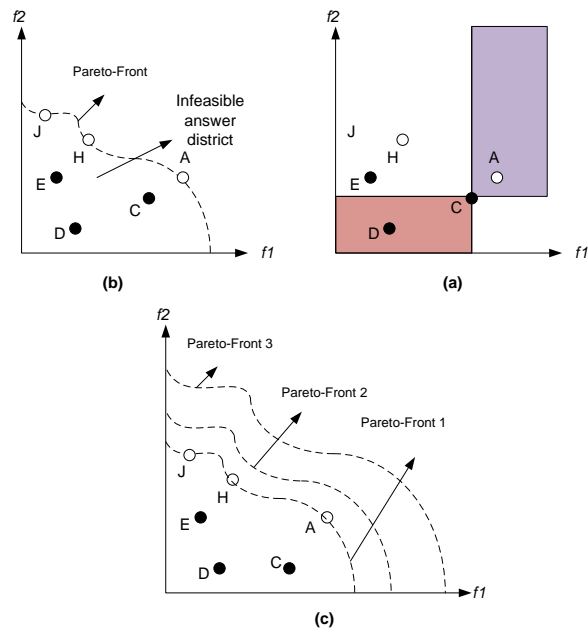 f2
Pareto-Front
Infeasible
answer
district
J
H
A
E
C
D
f1
(b)
f2
J
H
A
E
C
D
f1
(a)
f2
Pareto-Front 3
Pareto-Front 2
Pareto-Front 1
J
H
E
A
D
C
f1
(c)